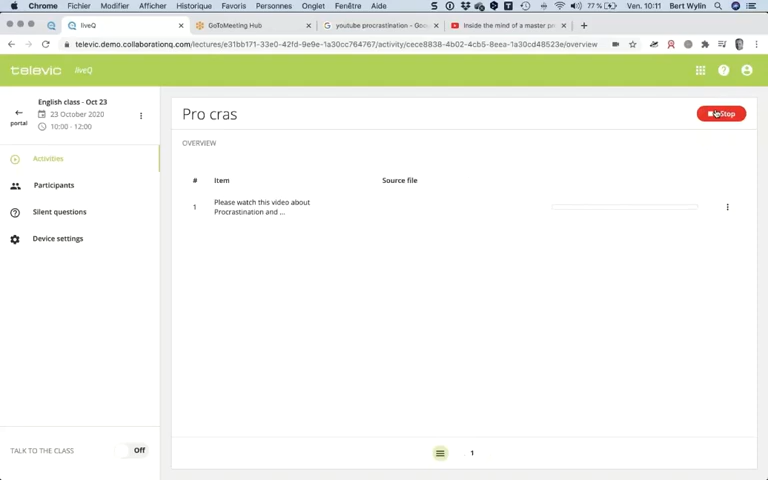 Chrome Fichier Modifier Afficher Historique Favoris Personnes Onglet Fenêtre Aide 77 % Ven. 10:11 Bert Wylin
liveQ GoToMeeting Hub youtube procrastination - Goo Inside the mind of a master pr
televic.demo.collaborationq.com/lectures/e31bb171-33e0-42fd-9e9e-1a30cc764767/activity/cece8838-4b02-4cb5-8eea-1a30cd48523e/overview
televic liveQ
English class - Oct 23
23 October 2020
10:00 - 12:00
portal
Pro cras
Stop
OVERVIEW
Activities
Participants
Silent questions
Device settings
# Item Source file
1 Please watch this video about
Procrastination and ...
TALK TO THE CLASS Off
1